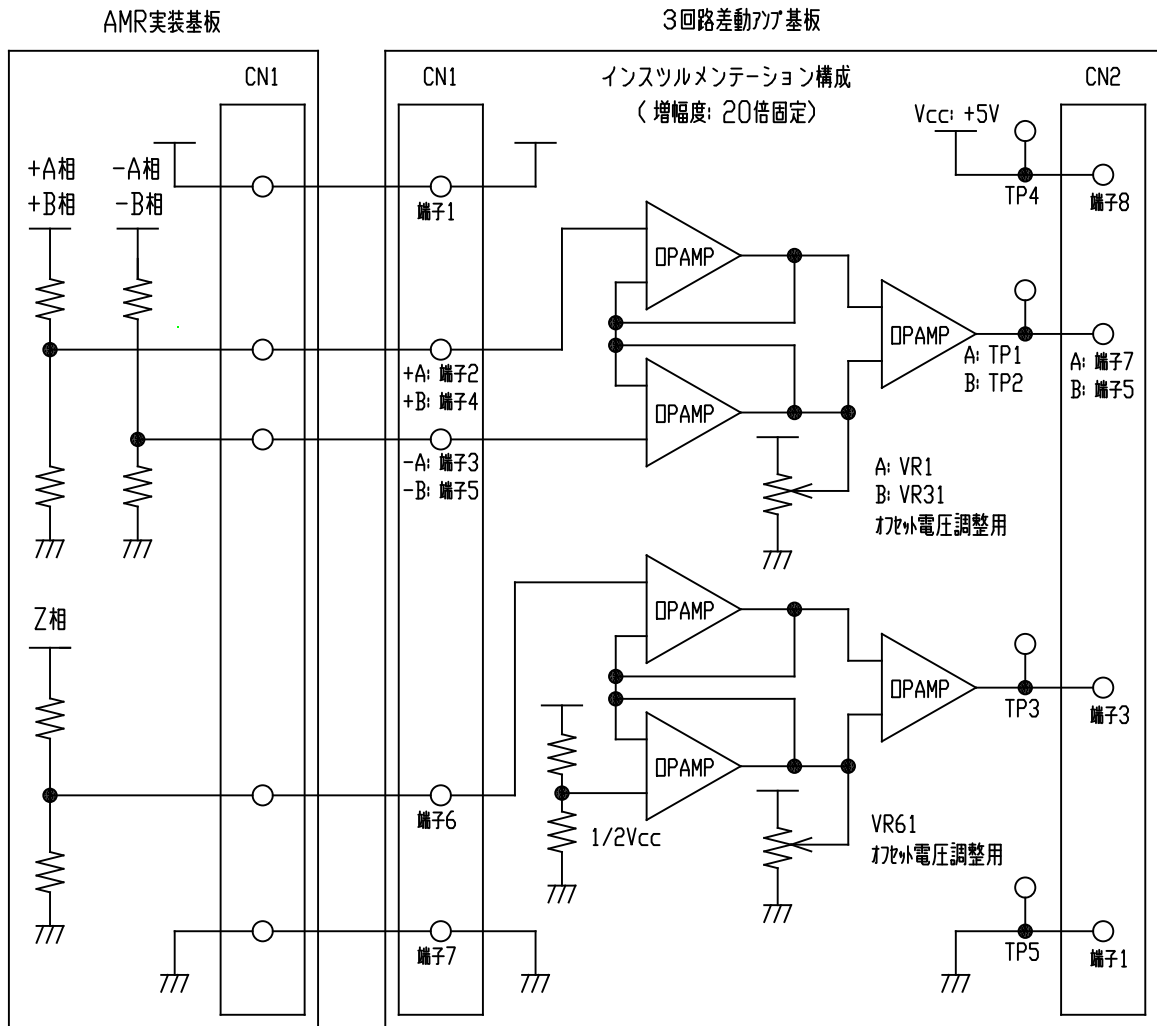 AMR実装基板
3回路差動アンプ基板
CN1
CN1
インスツルメンテーション構成
(増幅度: 20倍固定)
CN2
Vcc: +5V
+A相
+B相
-A相
-B相
端子1
TP4
端子8
OPAMP
OPAMP
OPAMP
+A: 端子2
+B: 端子4
-A: 端子3
-B: 端子5
A: TP1
B: TP2
A: 端子7
B: 端子5
A: VR1
B: VR31
オフセット電圧調整用
Z相
OPAMP
OPAMP
OPAMP
TP3
端子3
端子6
1/2Vcc
VR61
オフセット電圧調整用
端子7
TP5
端子1